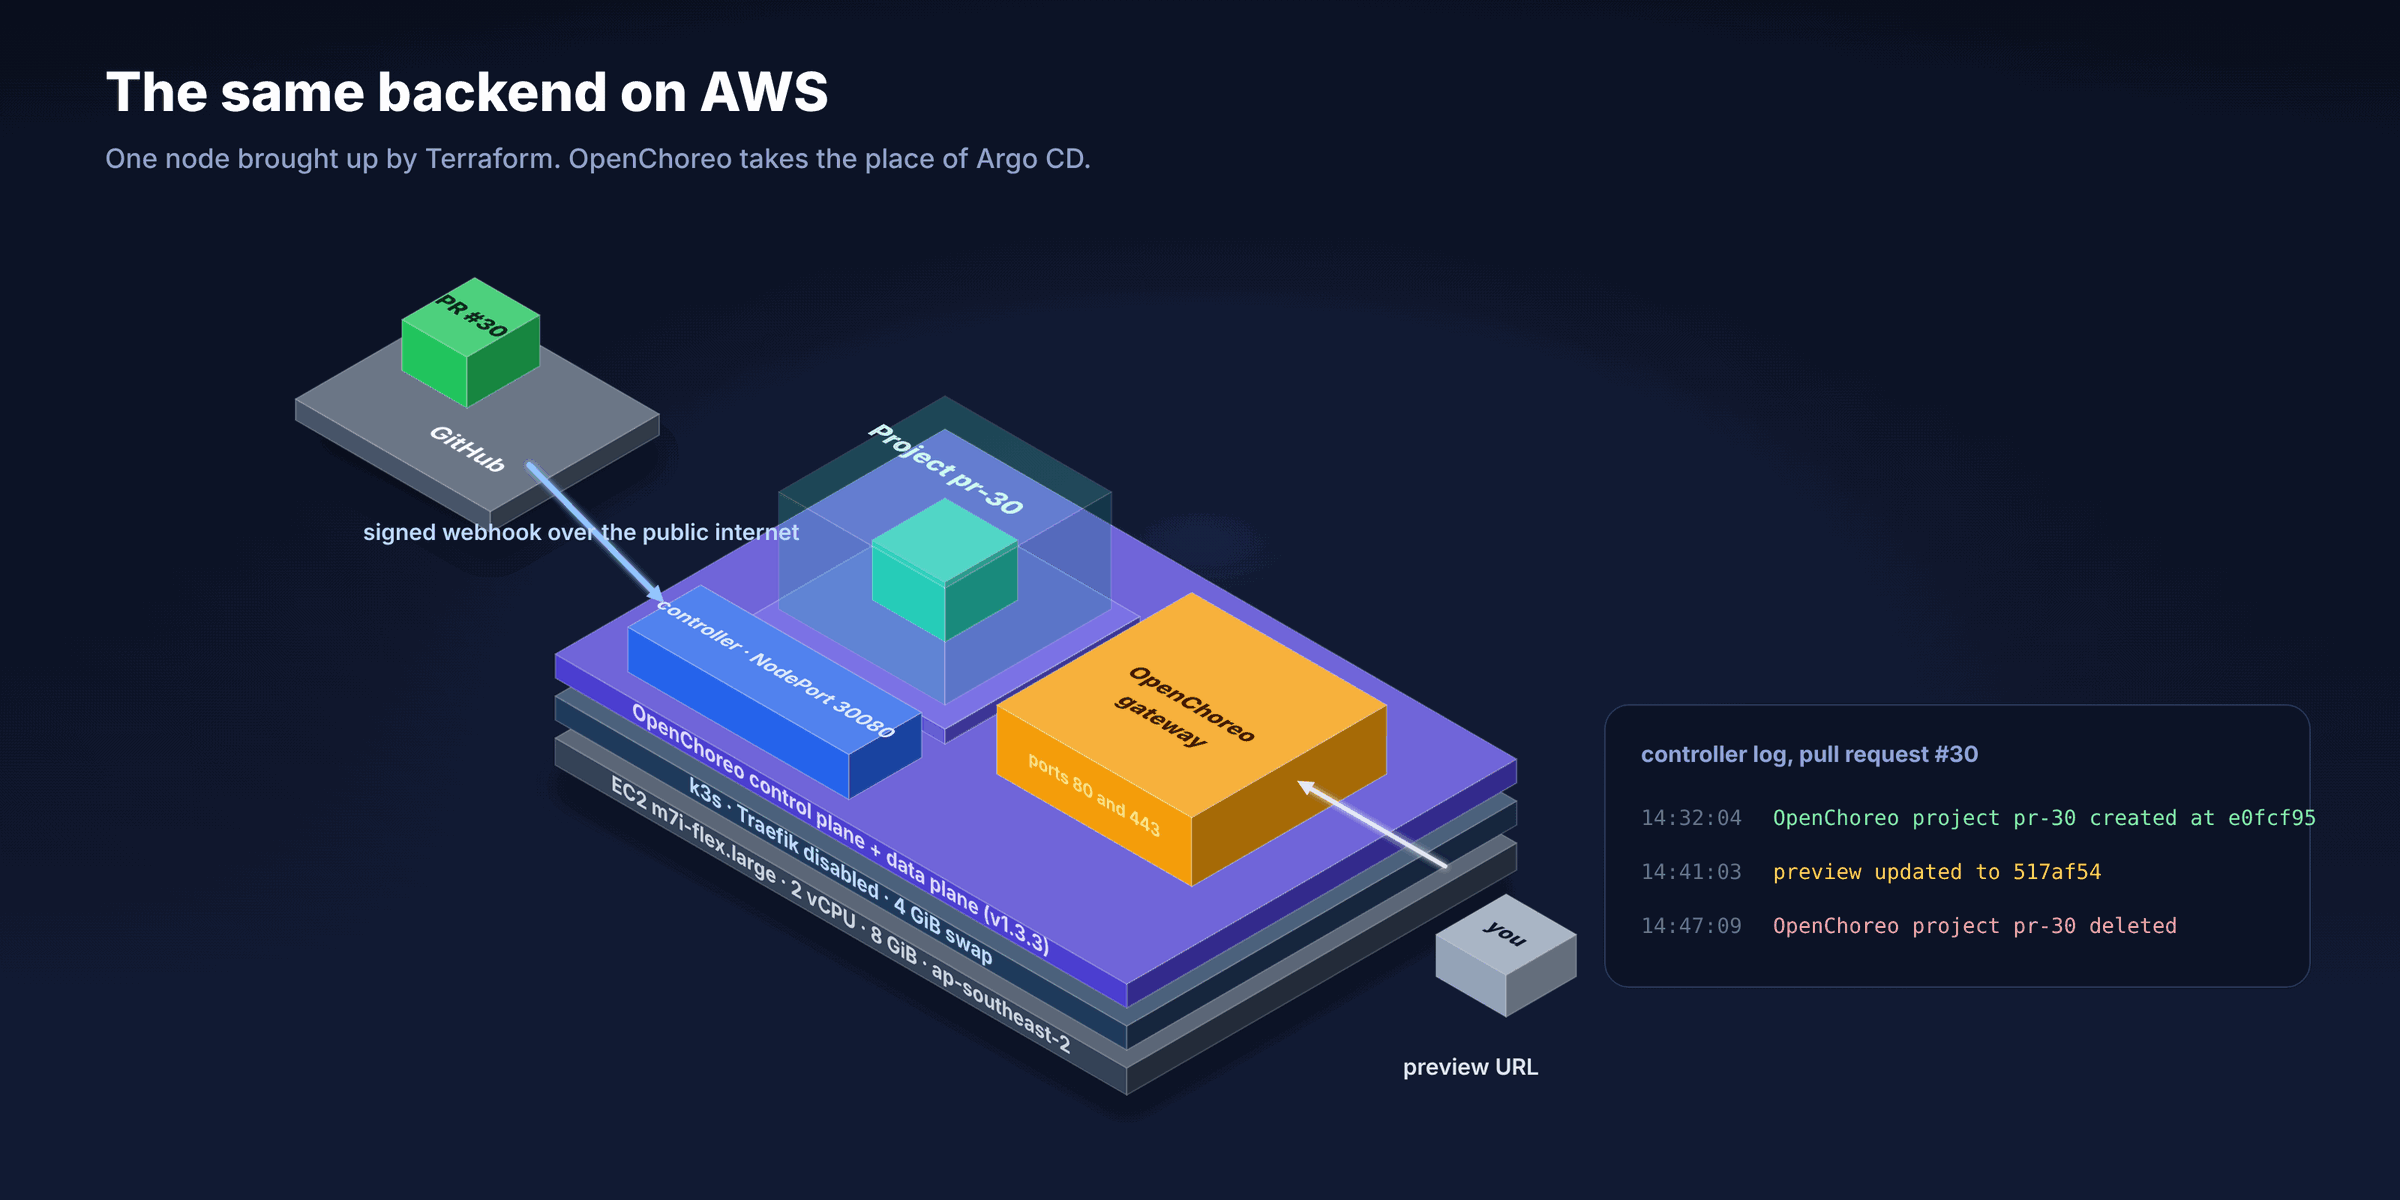 The same backend on AWS
One node brought up by Terraform. OpenChoreo takes the place of Argo CD.
PR #30
GitHub
signed webhook over the public internet
Project pr-30
controller · NodePort 30080
OpenChoreo
gateway
ports 80 and 443
OpenChoreo control plane + data plane (v1.3.3)
k3s · Traefik disabled · 4 GiB swap
EC2 m7i-flex.large · 2 vCPU · 8 GiB · ap-southeast-2
you
preview URL
controller log, pull request #30
14:32:04 OpenChoreo project pr-30 created at e0fcf95
14:41:03 preview updated to 517af54
14:47:09 OpenChoreo project pr-30 deleted